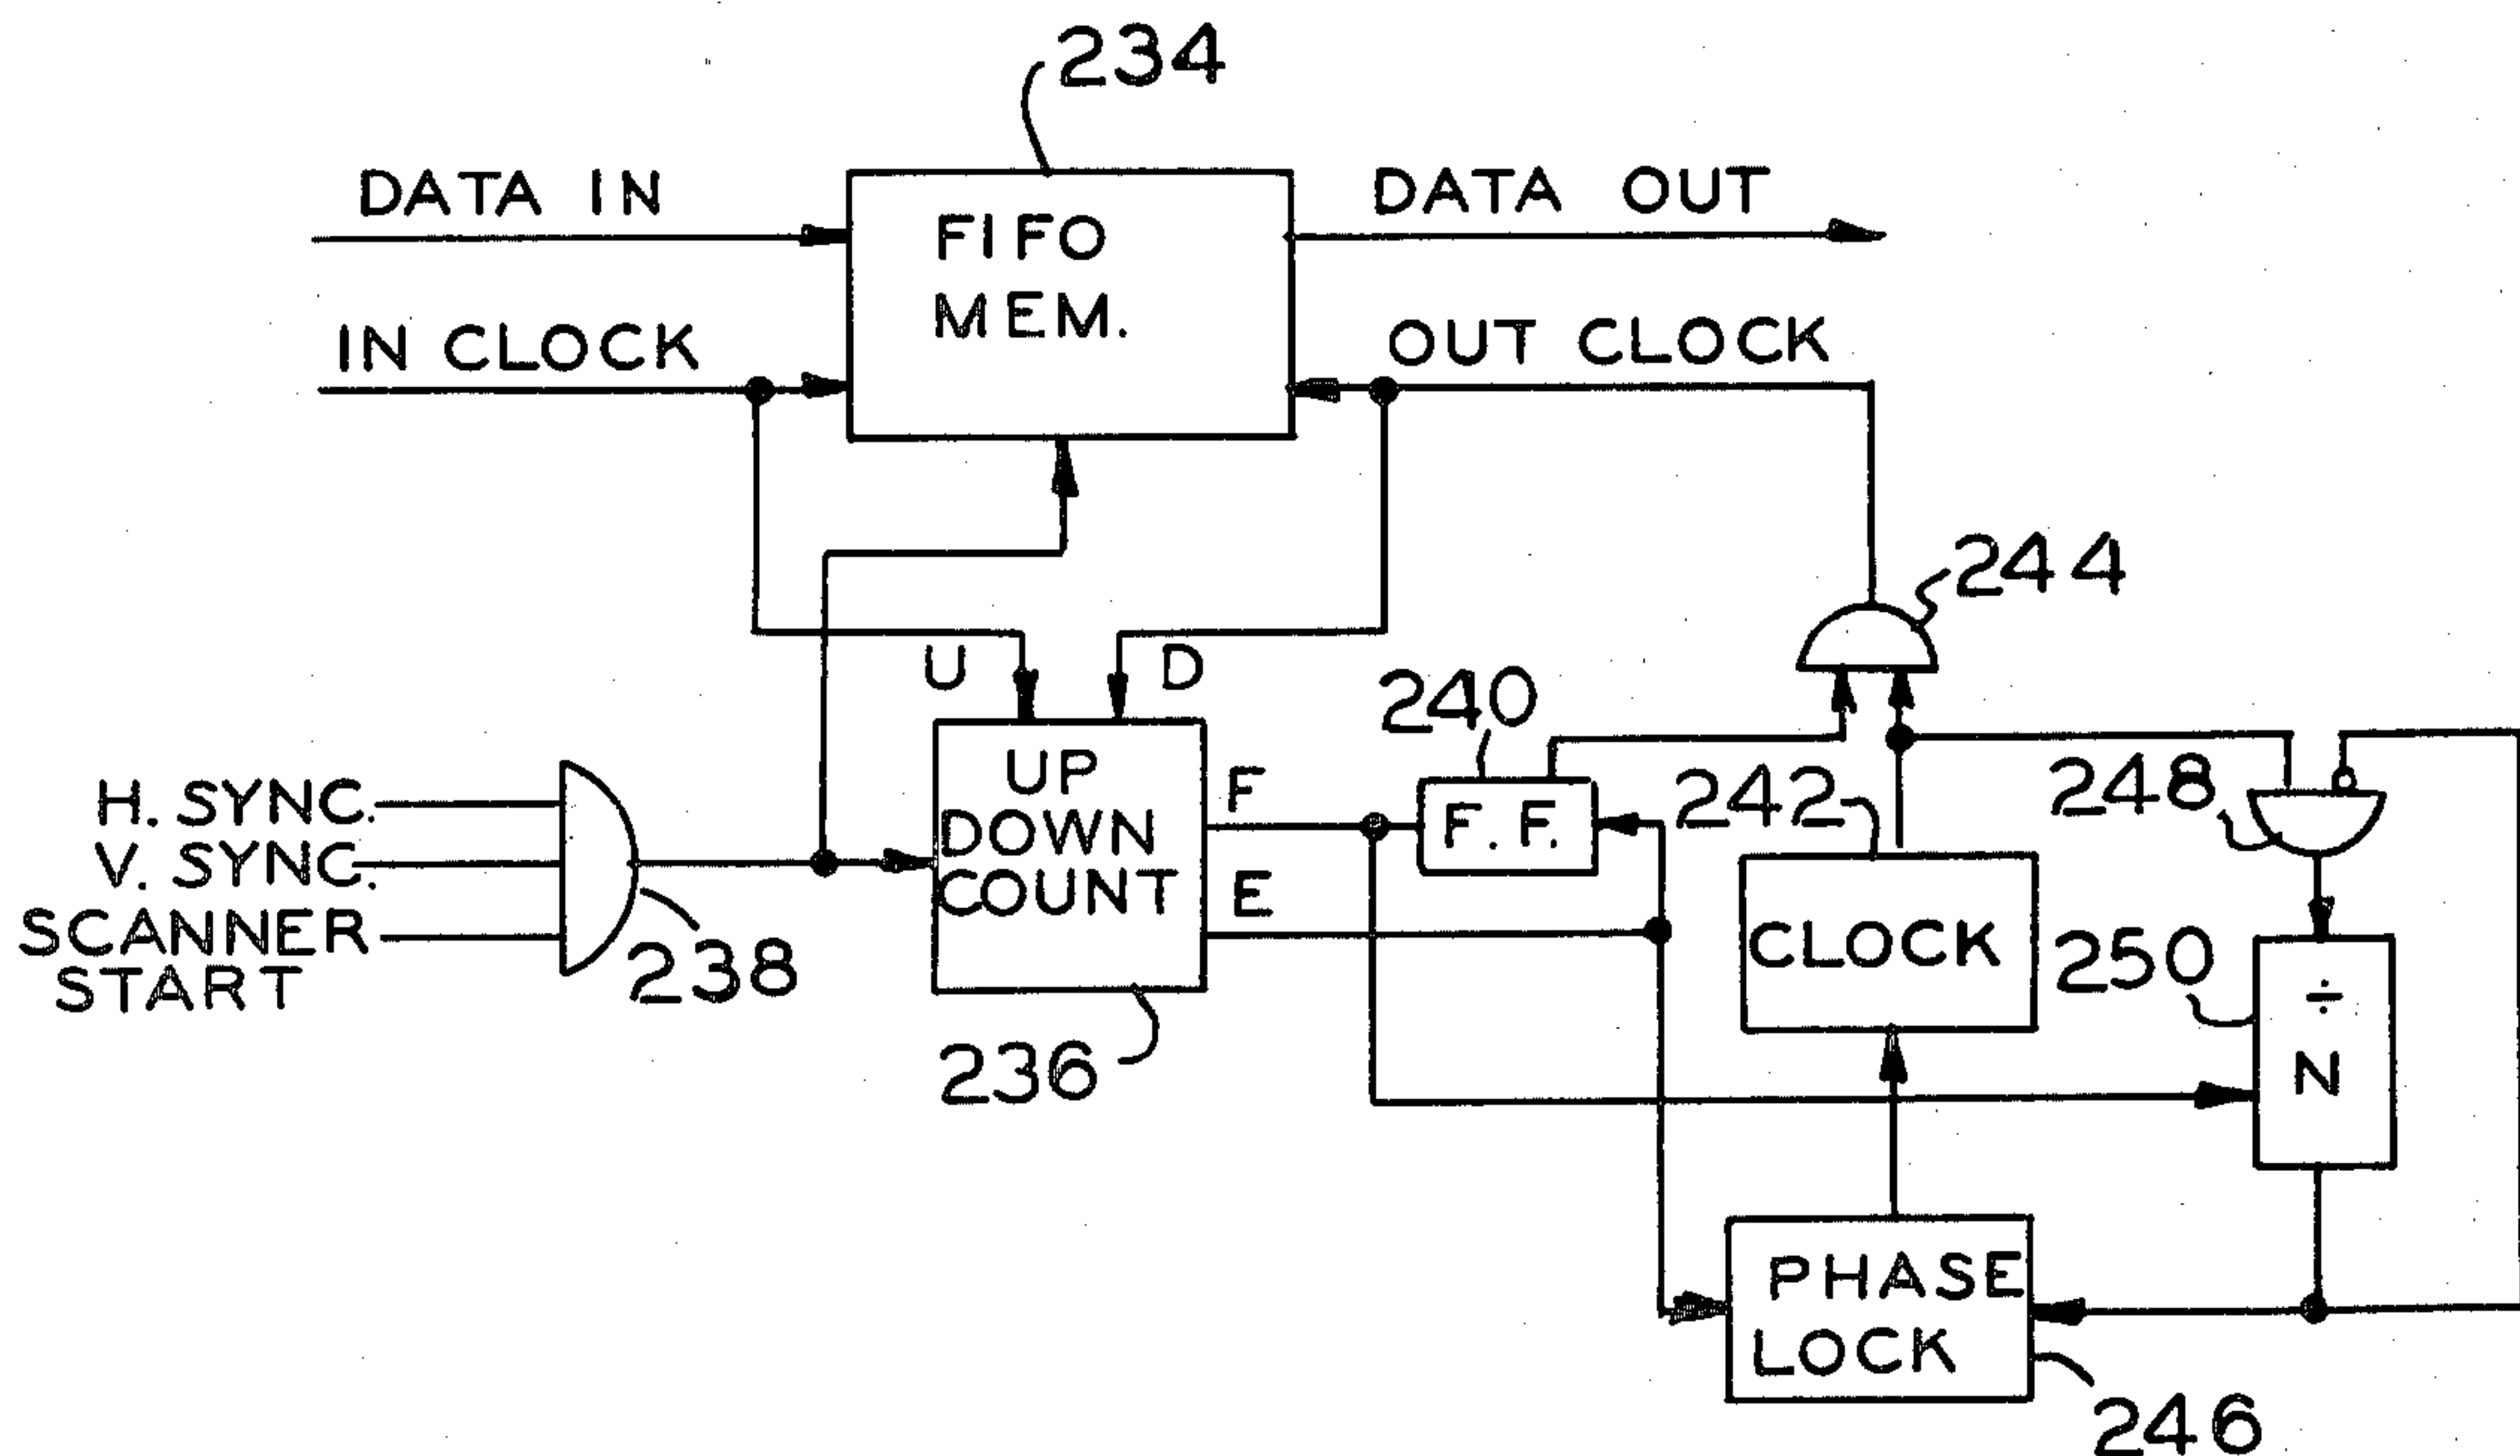 234
DATA IN
DATA OUT
FIFO
MEM.
IN CLOCK
OUT CLOCK
244
U
D
240
UP
DOWN
COUNT
F
E
F.F.
242
248
H. SYNC.
V. SYNC.
SCANNER
START
238
CLOCK
250
÷
N
236
PHASE
LOCK
246